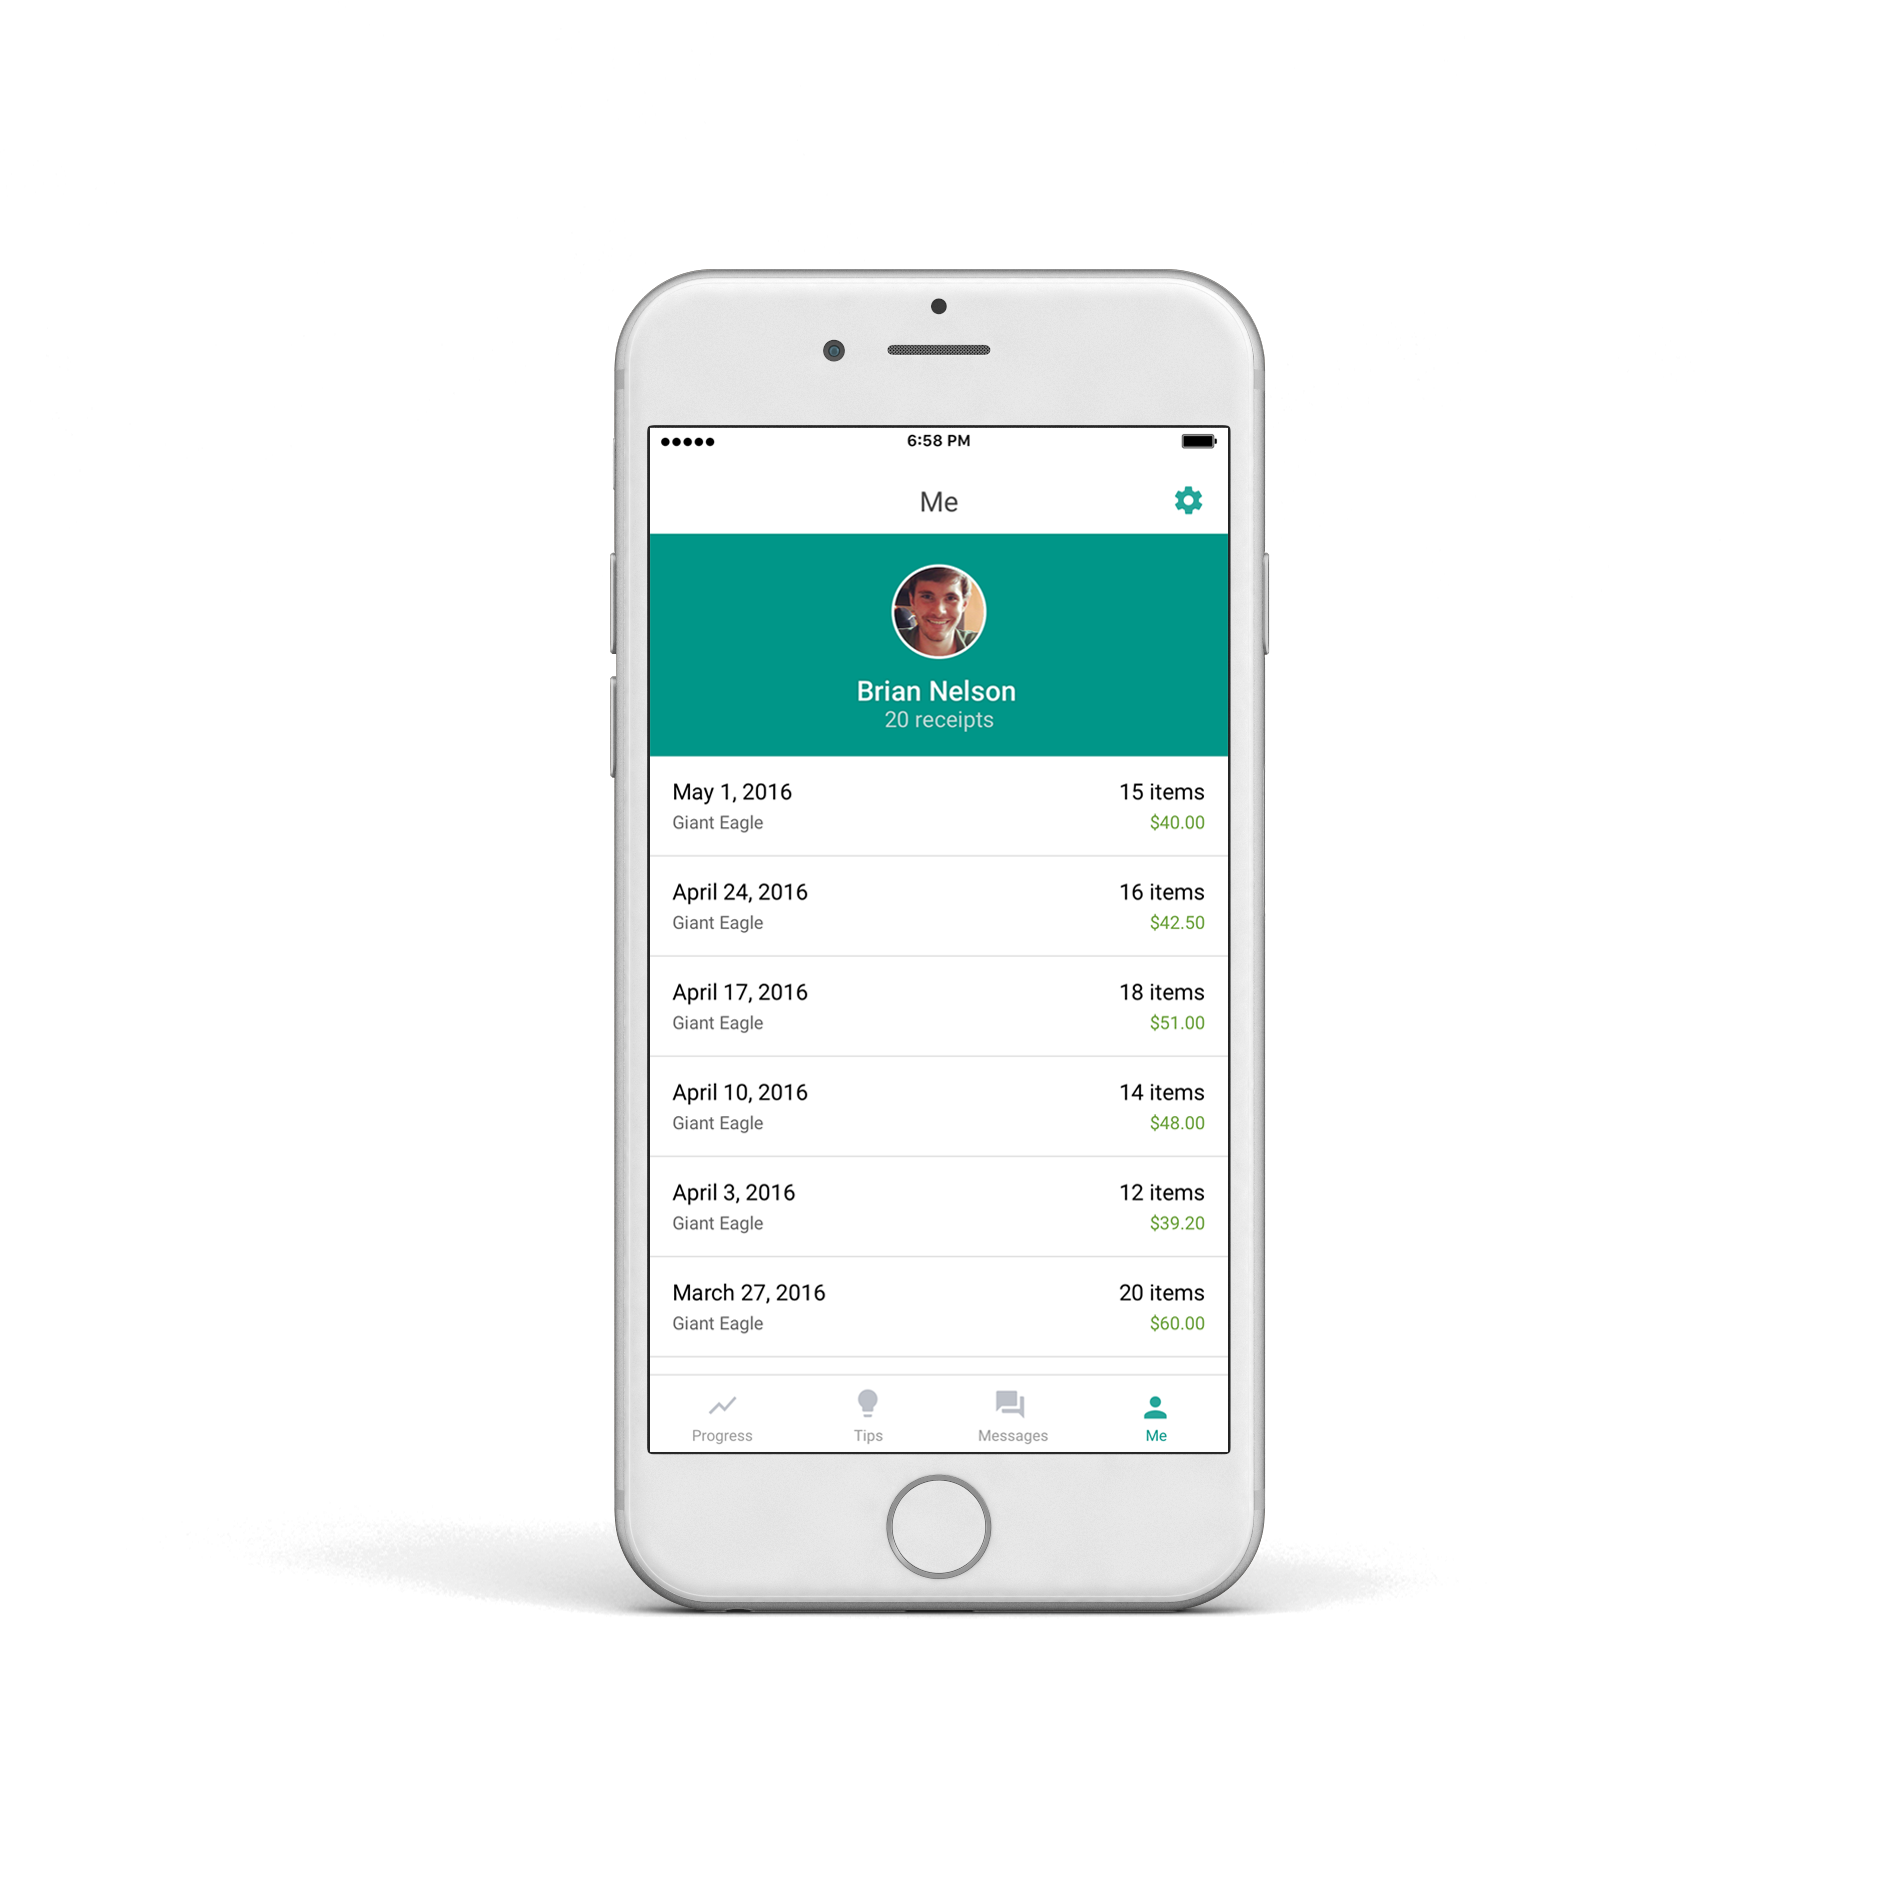 6:58 PM
Me
Brian Nelson
20 receipts
May 1, 2016 15 items
Giant Eagle $40.00
April 24, 2016 16 items
Giant Eagle $42.50
April 17, 2016 18 items
Giant Eagle $51.00
April 10, 2016 14 items
Giant Eagle $48.00
April 3, 2016 12 items
Giant Eagle $39.20
March 27, 2016 20 items
Giant Eagle $60.00
Progress Tips Messages Me